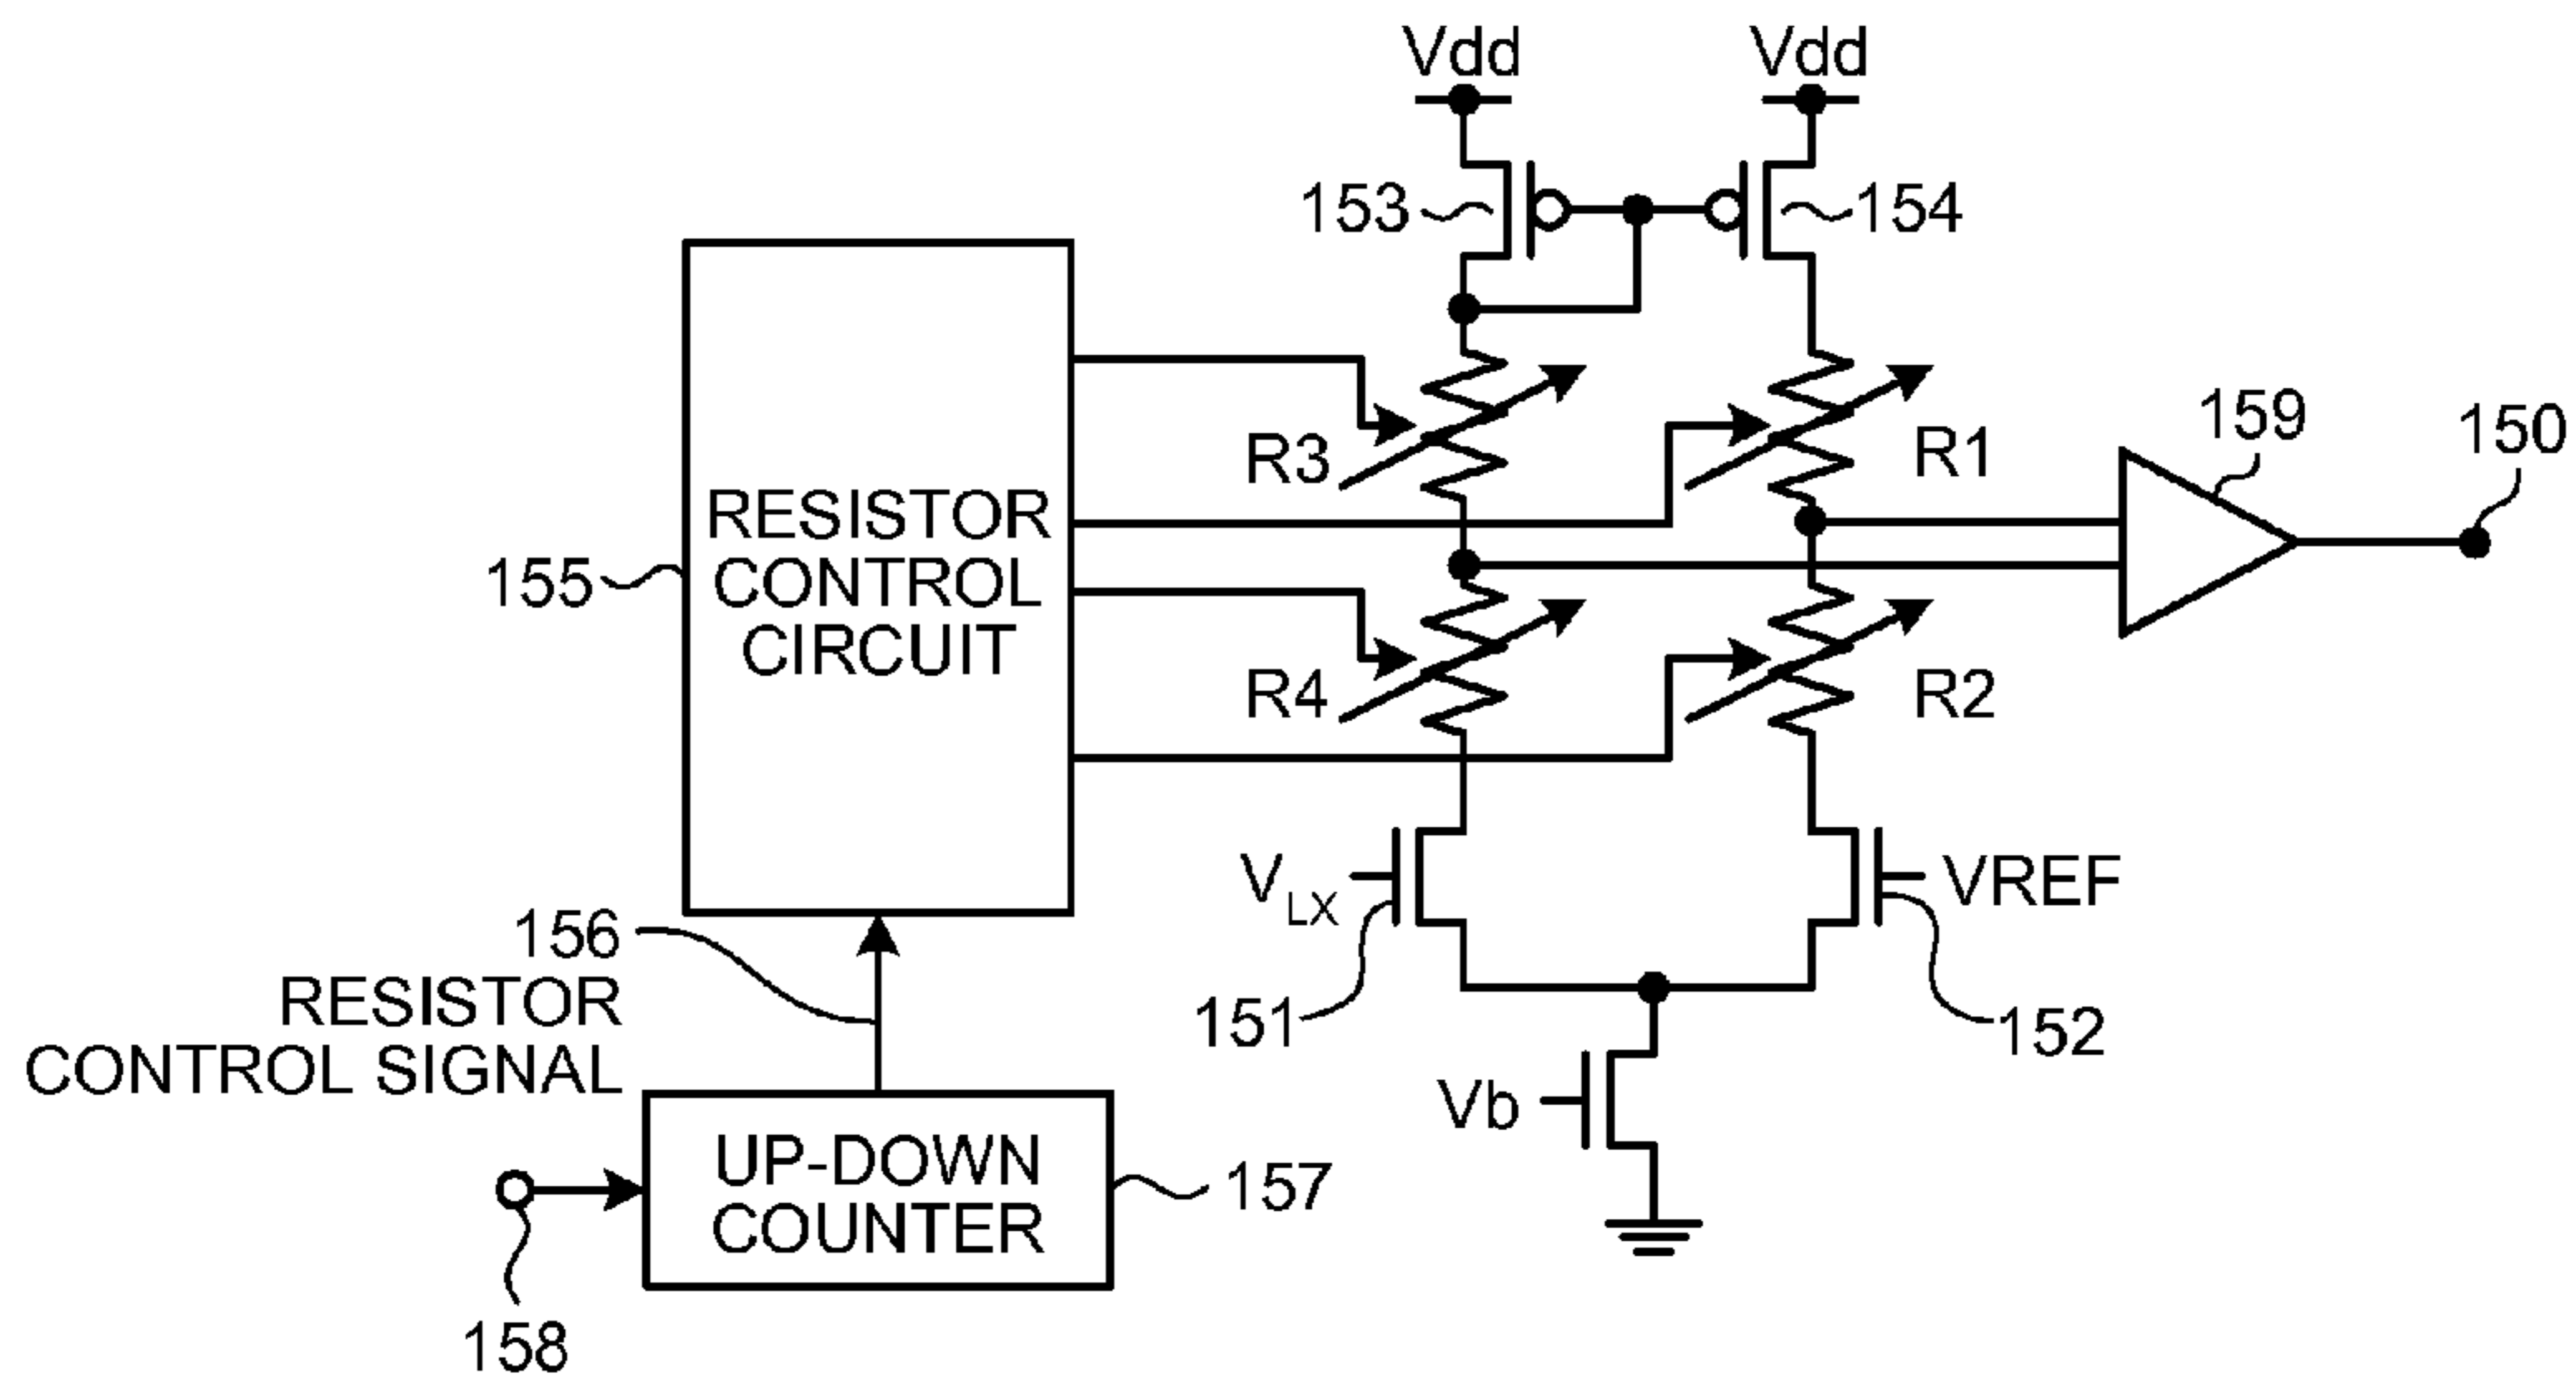 Vdd
Vdd
153
154
R3
R1
159
150
RESISTOR
CONTROL
CIRCUIT
155
R4
R2
VLX
VREF
156
RESISTOR
CONTROL SIGNAL
151
152
Vb
UP-DOWN
COUNTER
157
158